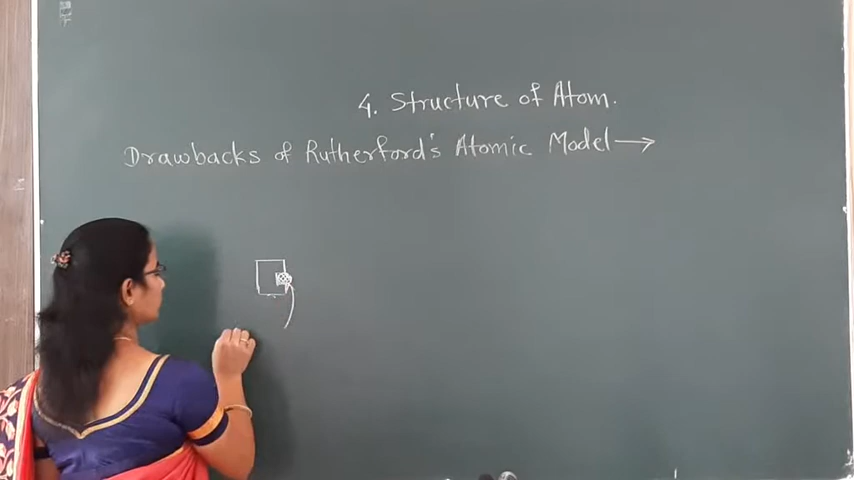 4. Structure of Atom.
Drawbacks of Rutherford's Atomic Model →